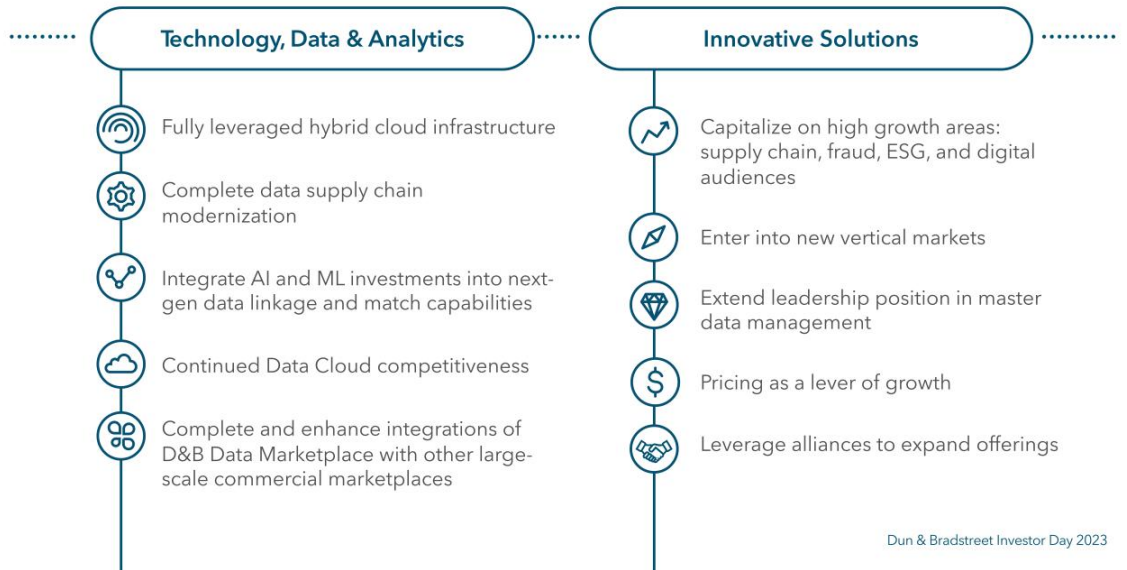 Technology, Data & Analytics
Fully leveraged hybrid cloud infrastructure
Complete data supply chain
modernization
Integrate AI and ML investments into next-
gen data linkage and match capabilities
Continued Data Cloud competitiveness
Complete and enhance integrations of
D&B Data Marketplace with other large-
scale commercial marketplaces
Innovative Solutions
Capitalize on high growth areas:
supply chain, fraud, ESG, and digital
audiences
Enter into new vertical markets
Extend leadership position in master
data management
Pricing as a lever of growth
Leverage alliances to expand offerings
Dun & Bradstreet Investor Day 2023